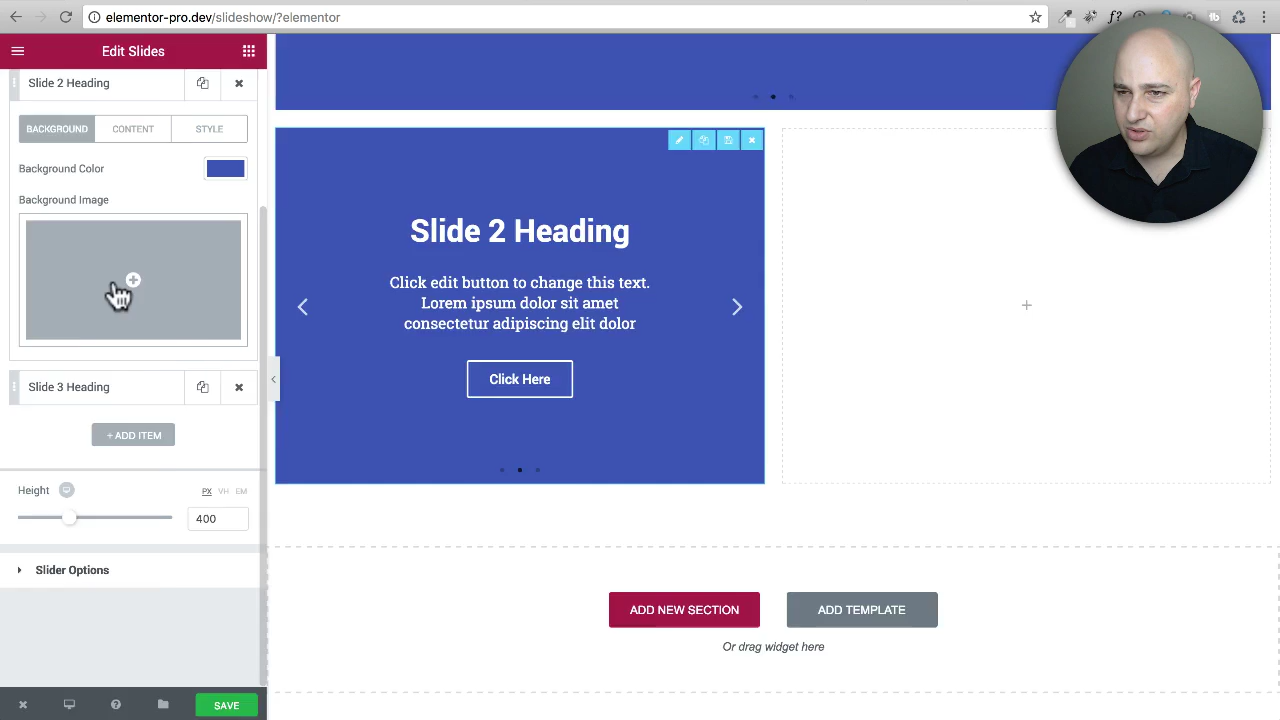 elementor-pro.dev/slideshow/?elementor
Edit Slides
Slide 2 Heading
BACKGROUND CONTENT STYLE
Background Color
Background Image
Slide 3 Heading
+ ADD ITEM
Height PX VH EM
400
Slider Options
SAVE
Slide 2 Heading
Click edit button to change this text.
Lorem ipsum dolor sit amet
consectetur adipiscing elit dolor
Click Here
ADD NEW SECTION ADD TEMPLATE
Or drag widget here